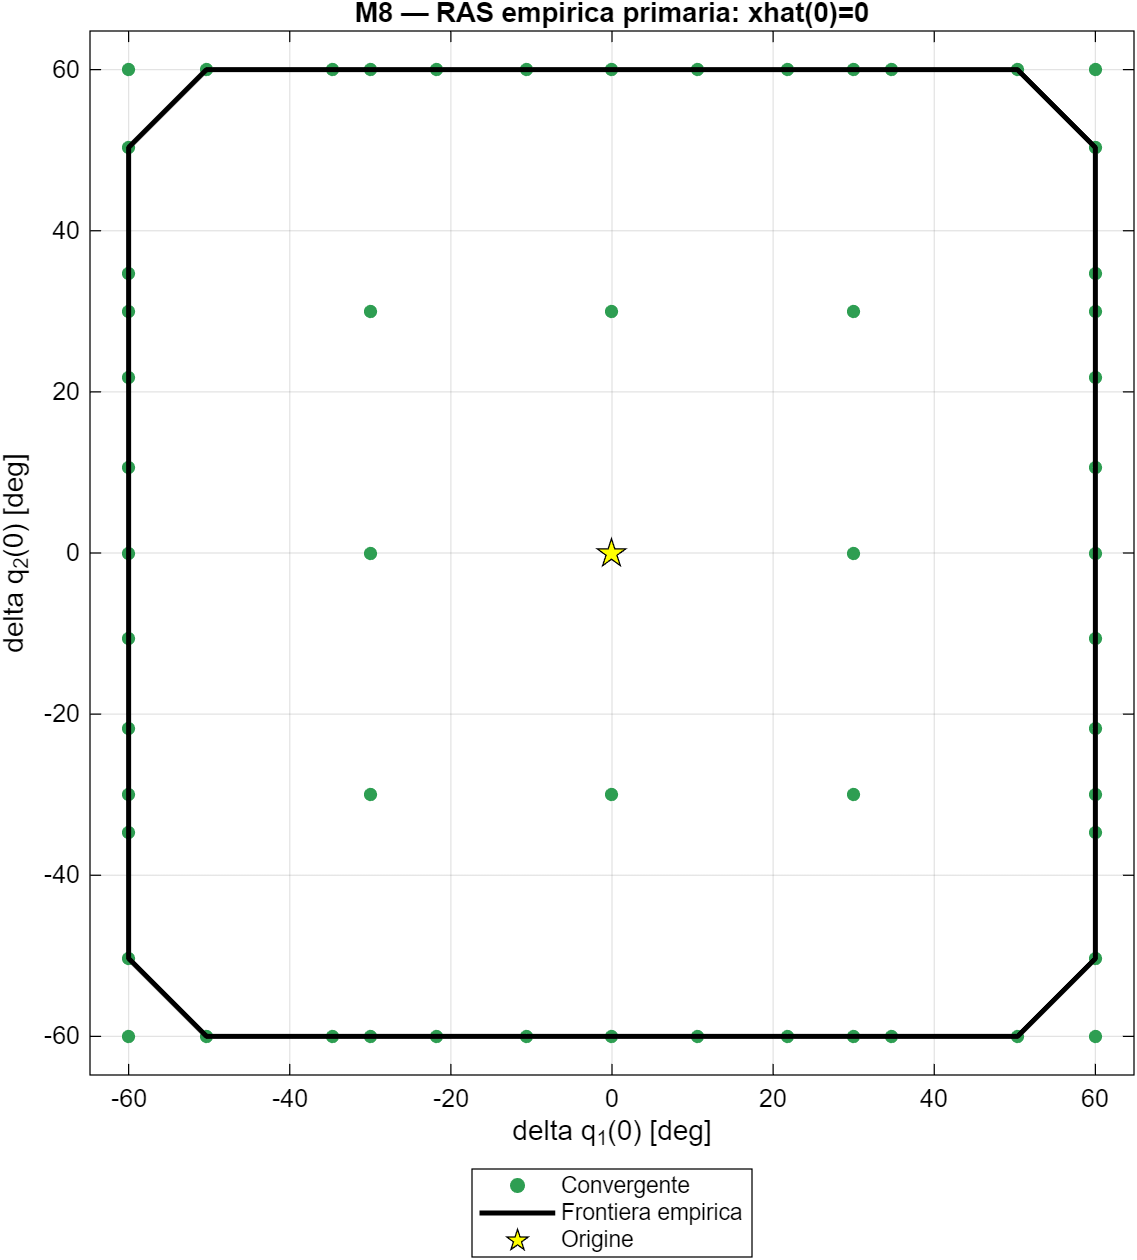 M8 — RAS empirica primaria: xhat(0)=0
60
40
20
0
-20
-40
-60
delta q₂(0) [deg]
-60 -40 -20 0 20 40 60
delta q₁(0) [deg]
Convergente
Frontiera empirica
Origine